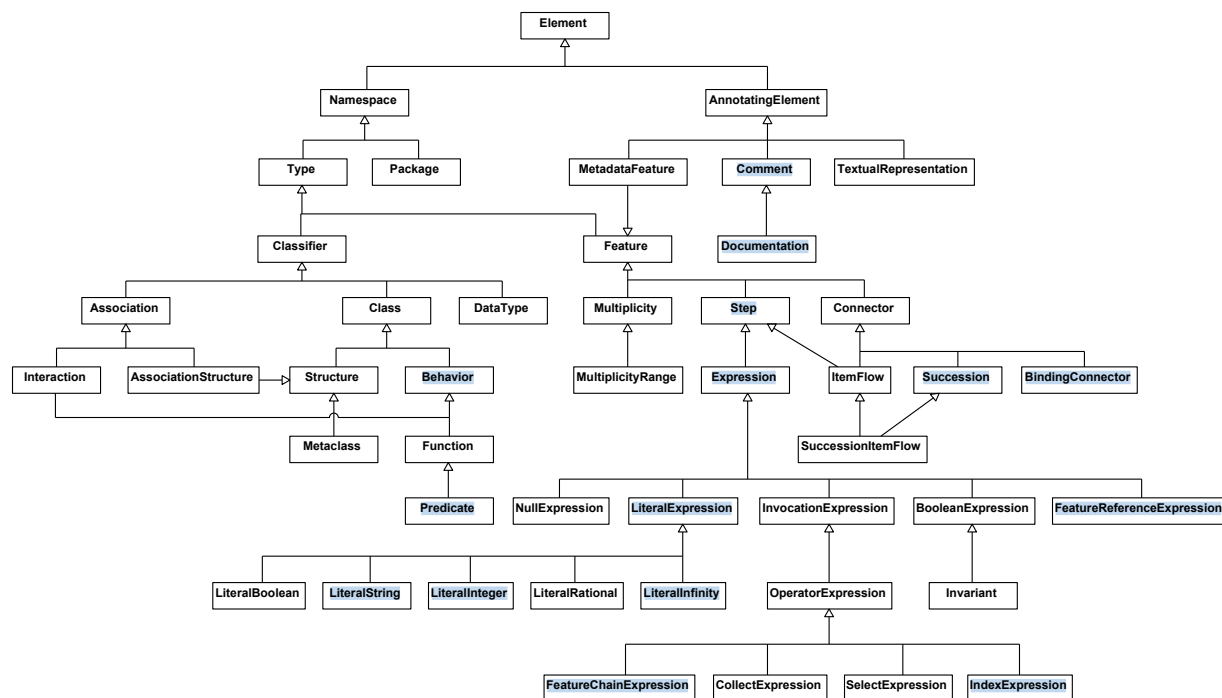 Element
Namespace
AnnotatingElement
Type
Package
MetadataFeature
Comment
TextualRepresentation
Classifier
Feature
Documentation
Association
Class
DataType
Multiplicity
Step
Connector
Interaction
AssociationStructure
Structure
Behavior
MultiplicityRange
Expression
ItemFlow
Succession
BindingConnector
Metaclass
Function
SuccessionItemFlow
Predicate
NullExpression
LiteralExpression
InvocationExpression
BooleanExpression
FeatureReferenceExpression
LiteralBoolean
LiteralString
LiteralInteger
LiteralRational
LiteralInfinity
OperatorExpression
Invariant
FeatureChainExpression
CollectExpression
SelectExpression
IndexExpression